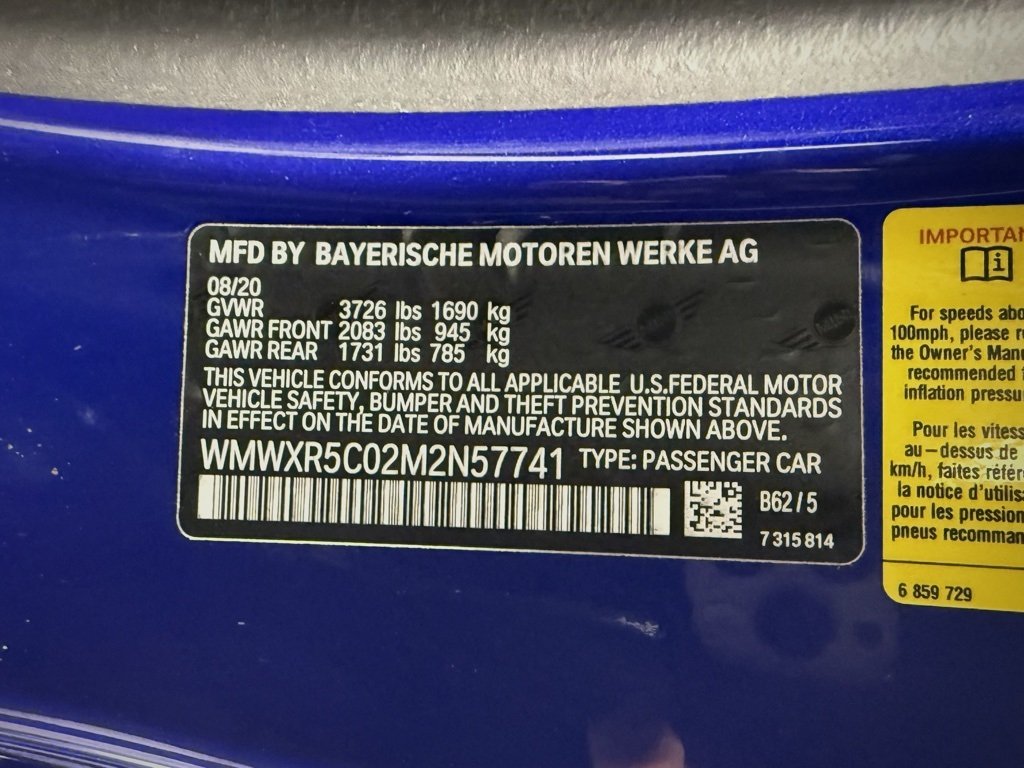 MFD BY BAYERISCHE MOTOREN WERKE AG
08/20
GVWR 3726 lbs 1690 kg
GAWR FRONT 2083 lbs 945 kg
GAWR REAR 1731 lbs 785 kg
THIS VEHICLE CONFORMS TO ALL APPLICABLE U.S.FEDERAL MOTOR
VEHICLE SAFETY, BUMPER AND THEFT PREVENTION STANDARDS
IN EFFECT ON THE DATE OF MANUFACTURE SHOWN ABOVE.
WMWXR5C02M2N57741 TYPE: PASSENGER CAR
B62/5
7 315 814
IMPORTAN
i
For speeds abo
100mph, please r
the Owner's Manu
recommended
inflation pressu
Pour les vitess
au-dessus de
km/h, faites référ
la notice d'utilisa
pour les pression
pneus recomman
6 859 729